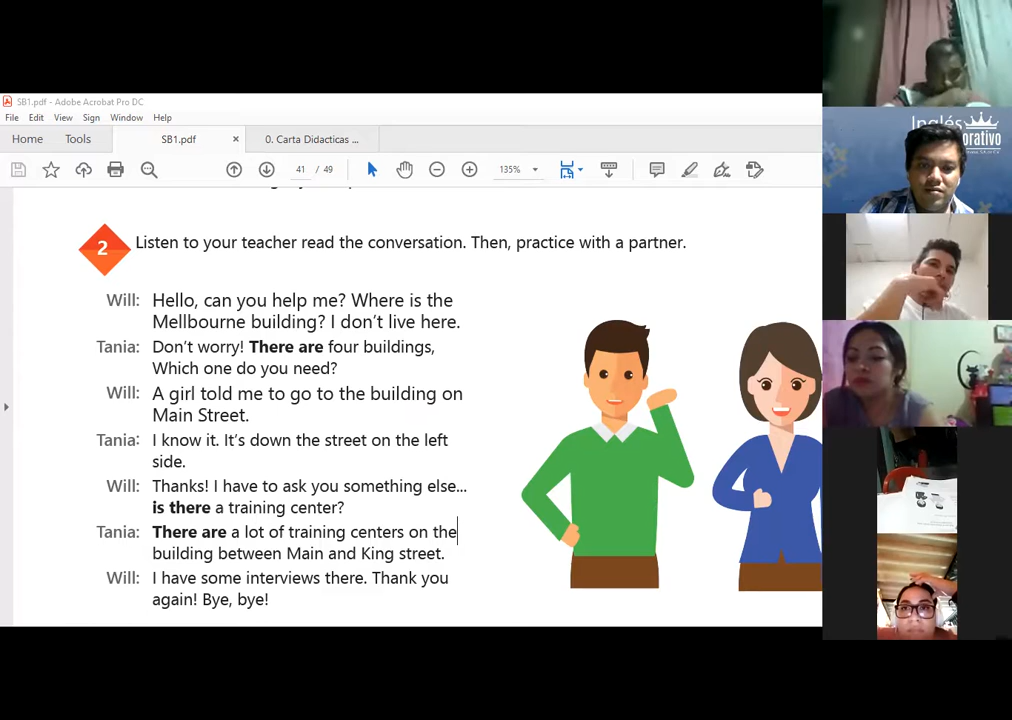 SB1.pdf - Adobe Acrobat Pro DC
File Edit View Sign Window Help
Home Tools SB1.pdf × 0. Carta Didacticas ...
41 / 49 135%
2 Listen to your teacher read the conversation. Then, practice with a partner.
Will: Hello, can you help me? Where is the
Mellbourne building? I don't live here.
Tania: Don't worry! There are four buildings,
Which one do you need?
Will: A girl told me to go to the building on
Main Street.
Tania: I know it. It's down the street on the left
side.
Will: Thanks! I have to ask you something else...
is there a training center?
Tania: There are a lot of training centers on the
building between Main and King street.
Will: I have some interviews there. Thank you
again! Bye, bye!
Inglés
orativo